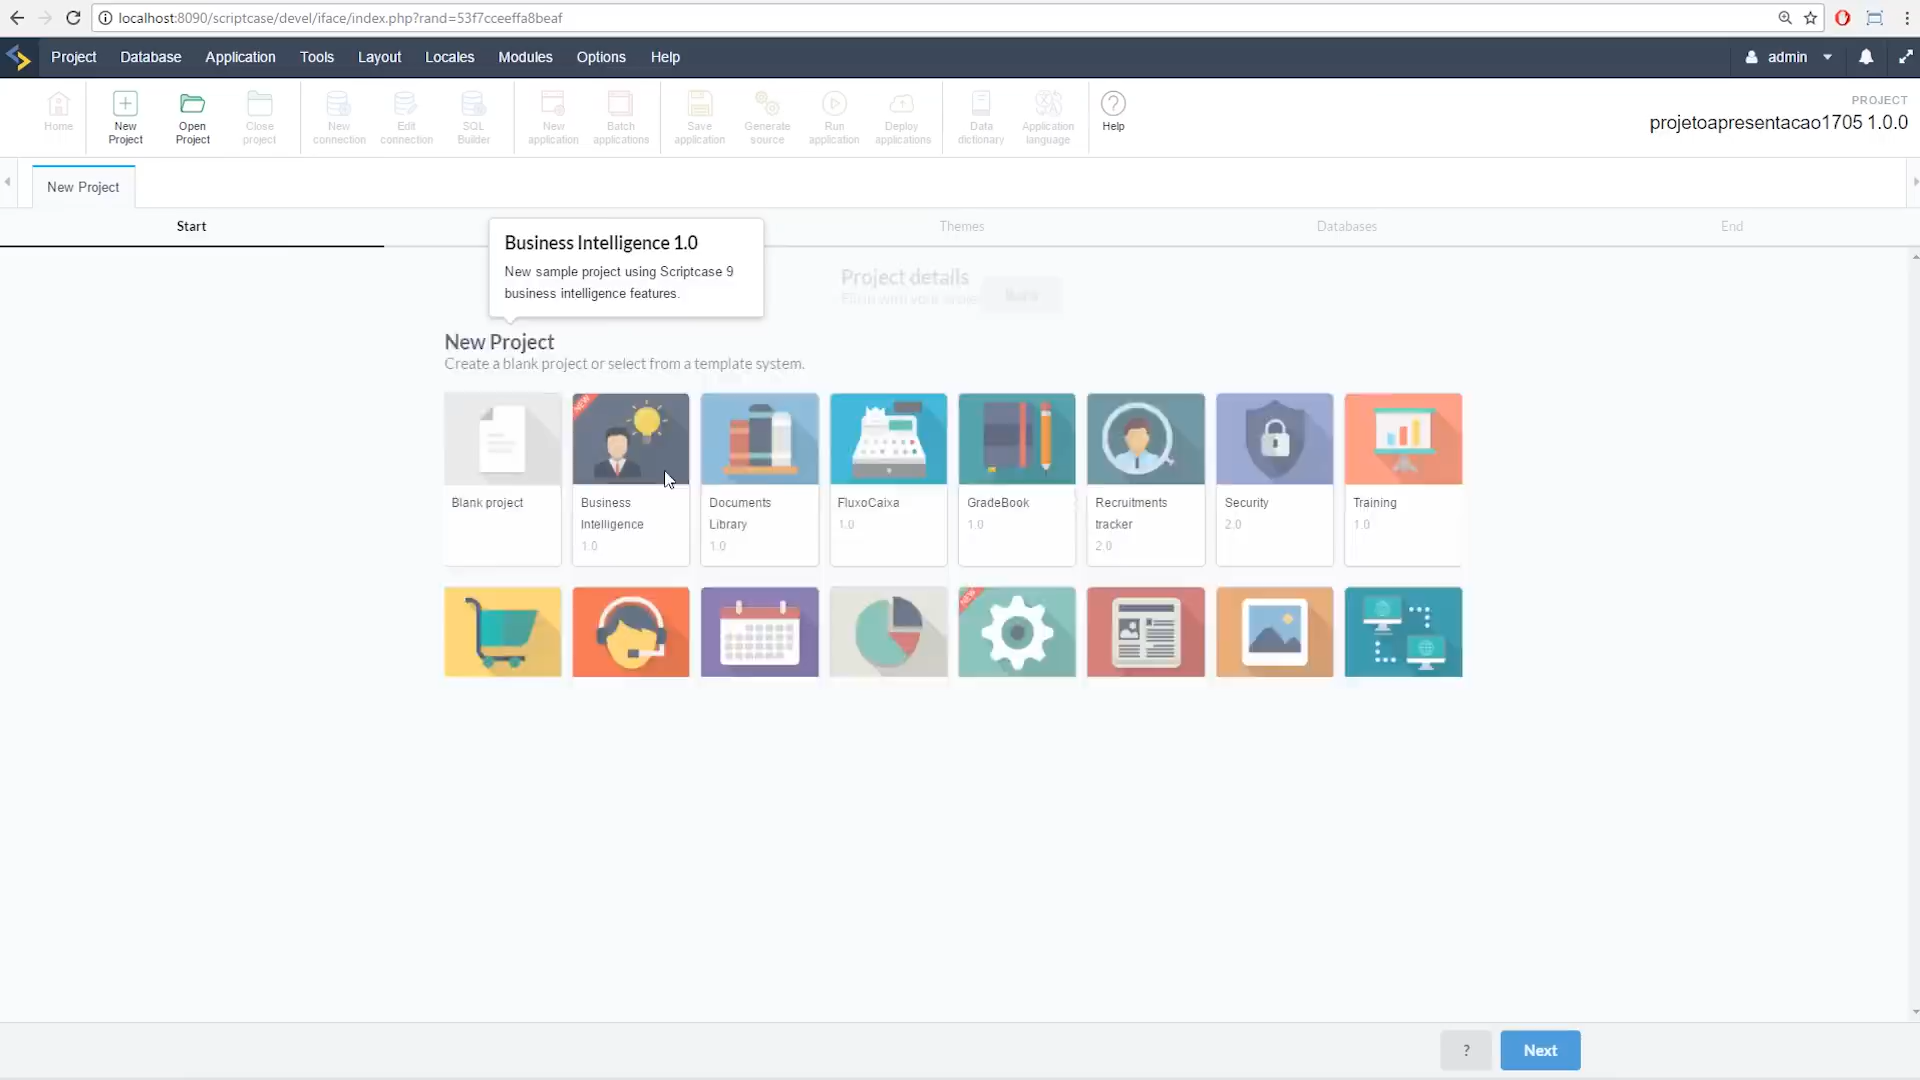 localhost:8090/scriptcase/devel/iface/index.php?rand=53f7cceeffa8beaf
Project Database Application Tools Layout Locales Modules Options Help admin
Home
New Project
Open Project
Close project
New connection
Edit connection
SQL Builder
New application
Batch applications
Save application
Generate source
Run application
Deploy applications
Data dictionary
Application language
Help
PROJECT
projetoapresentacao1705 1.0.0
New Project
Start Themes Databases End
Business Intelligence 1.0
New sample project using Scriptcase 9
business intelligence features.
Project details
New Project
Create a blank project or select from a template system.
NEW
Blank project
Business
Intelligence
1.0
Documents
Library
1.0
FluxoCaixa
1.0
GradeBook
1.0
Recruitments
tracker
2.0
Security
2.0
Training
1.0
NEW
? Next